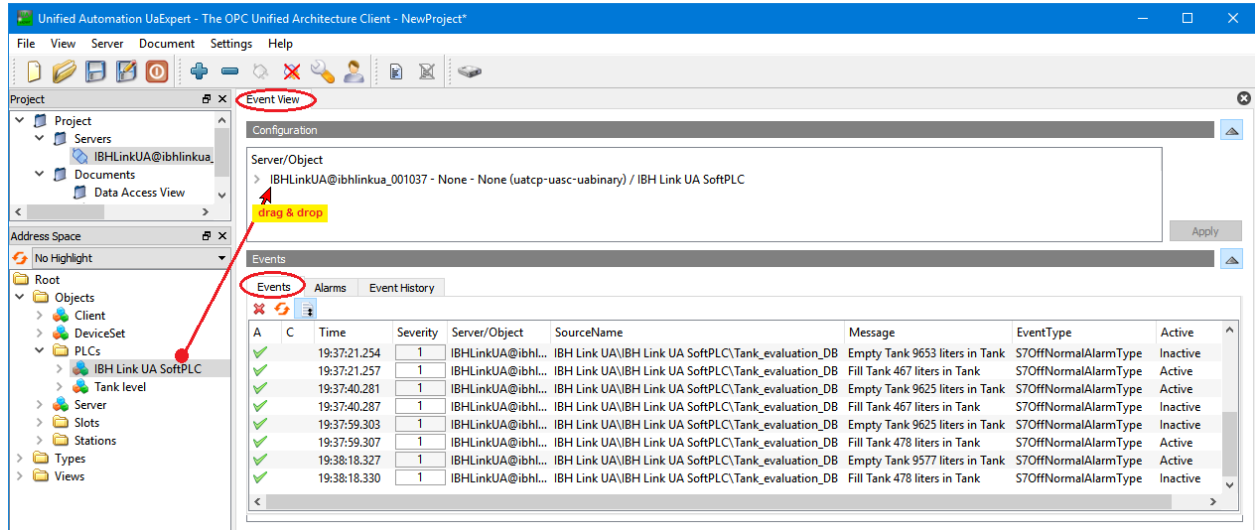 Unified Automation UaExpert - The OPC Unified Architecture Client - NewProject*
File View Server Document Settings Help
Project
Project
Servers
IBHLinkUA@ibhlinkua_
Documents
Data Access View
Address Space
No Highlight
Root
Objects
Client
DeviceSet
PLCs
IBH Link UA SoftPLC
Tank level
Server
Slots
Stations
Types
Views
Event View
Configuration
Server/Object
IBHLinkUA@ibhlinkua_001037 - None - None (uatcp-uasc-uabinary) / IBH Link UA SoftPLC
drag & drop
Apply
Events
Events Alarms Event History
A C Time Severity Server/Object SourceName Message EventType Active
19:37:21.254 1 IBHLinkUA@ibhl... IBH Link UA\IBH Link UA SoftPLC\Tank_evaluation_DB Empty Tank 9653 liters in Tank S7OffNormalAlarmType Inactive
19:37:21.257 1 IBHLinkUA@ibhl... IBH Link UA\IBH Link UA SoftPLC\Tank_evaluation_DB Fill Tank 467 liters in Tank S7OffNormalAlarmType Active
19:37:40.281 1 IBHLinkUA@ibhl... IBH Link UA\IBH Link UA SoftPLC\Tank_evaluation_DB Empty Tank 9625 liters in Tank S7OffNormalAlarmType Active
19:37:40.287 1 IBHLinkUA@ibhl... IBH Link UA\IBH Link UA SoftPLC\Tank_evaluation_DB Fill Tank 467 liters in Tank S7OffNormalAlarmType Inactive
19:37:59.303 1 IBHLinkUA@ibhl... IBH Link UA\IBH Link UA SoftPLC\Tank_evaluation_DB Empty Tank 9625 liters in Tank S7OffNormalAlarmType Inactive
19:37:59.307 1 IBHLinkUA@ibhl... IBH Link UA\IBH Link UA SoftPLC\Tank_evaluation_DB Fill Tank 478 liters in Tank S7OffNormalAlarmType Active
19:38:18.327 1 IBHLinkUA@ibhl... IBH Link UA\IBH Link UA SoftPLC\Tank_evaluation_DB Empty Tank 9577 liters in Tank S7OffNormalAlarmType Active
19:38:18.330 1 IBHLinkUA@ibhl... IBH Link UA\IBH Link UA SoftPLC\Tank_evaluation_DB Fill Tank 478 liters in Tank S7OffNormalAlarmType Inactive